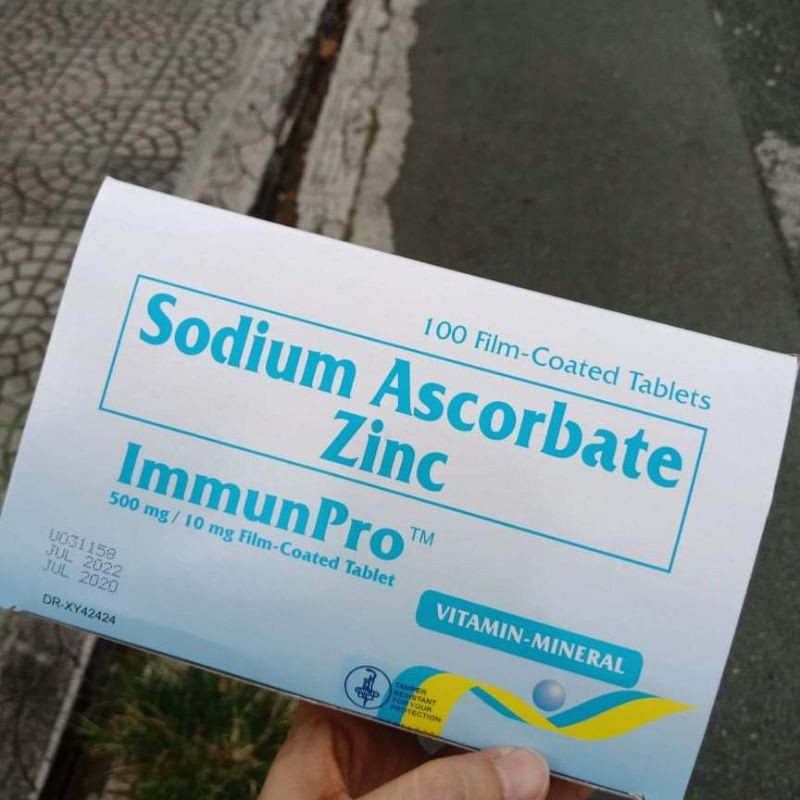 100 Film-Coated Tablets
Sodium Ascorbate
Zinc
ImmunPro™
500 mg / 10 mg Film-Coated Tablet
U031158
JUL 2022
JUL 2020
DR-XY42424
VITAMIN-MINERAL
TAMPER
RESISTANT
FOR YOUR
PROTECTION